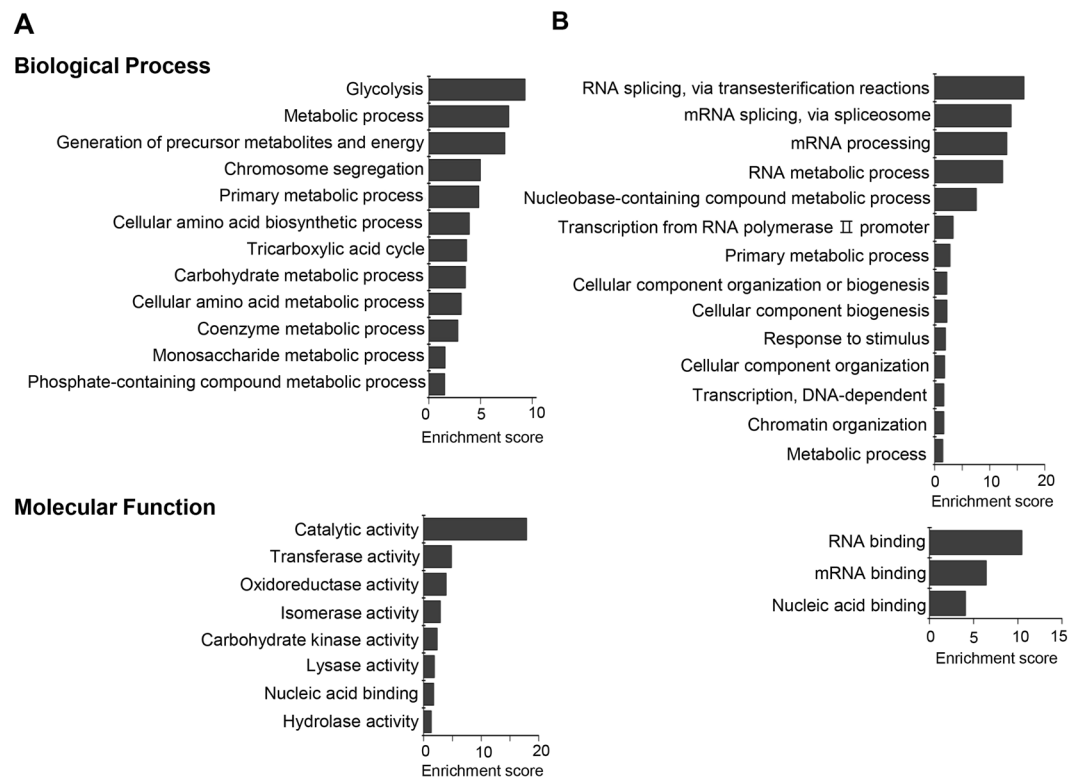 A
Biological Process
Glycolysis
Metabolic process
Generation of precursor metabolites and energy
Chromosome segregation
Primary metabolic process
Cellular amino acid biosynthetic process
Tricarboxylic acid cycle
Carbohydrate metabolic process
Cellular amino acid metabolic process
Coenzyme metabolic process
Monosaccharide metabolic process
Phosphate-containing compound metabolic process
0 5 10
Enrichment score
Molecular Function
Catalytic activity
Transferase activity
Oxidoreductase activity
Isomerase activity
Carbohydrate kinase activity
Lysase activity
Nucleic acid binding
Hydrolase activity
0 10 20
Enrichment score
B
RNA splicing, via transesterification reactions
mRNA splicing, via spliceosome
mRNA processing
RNA metabolic process
Nucleobase-containing compound metabolic process
Transcription from RNA polymerase Ⅱ promoter
Primary metabolic process
Cellular component organization or biogenesis
Cellular component biogenesis
Response to stimulus
Cellular component organization
Transcription, DNA-dependent
Chromatin organization
Metabolic process
0 10 20
Enrichment score
RNA binding
mRNA binding
Nucleic acid binding
0 5 10 15
Enrichment score